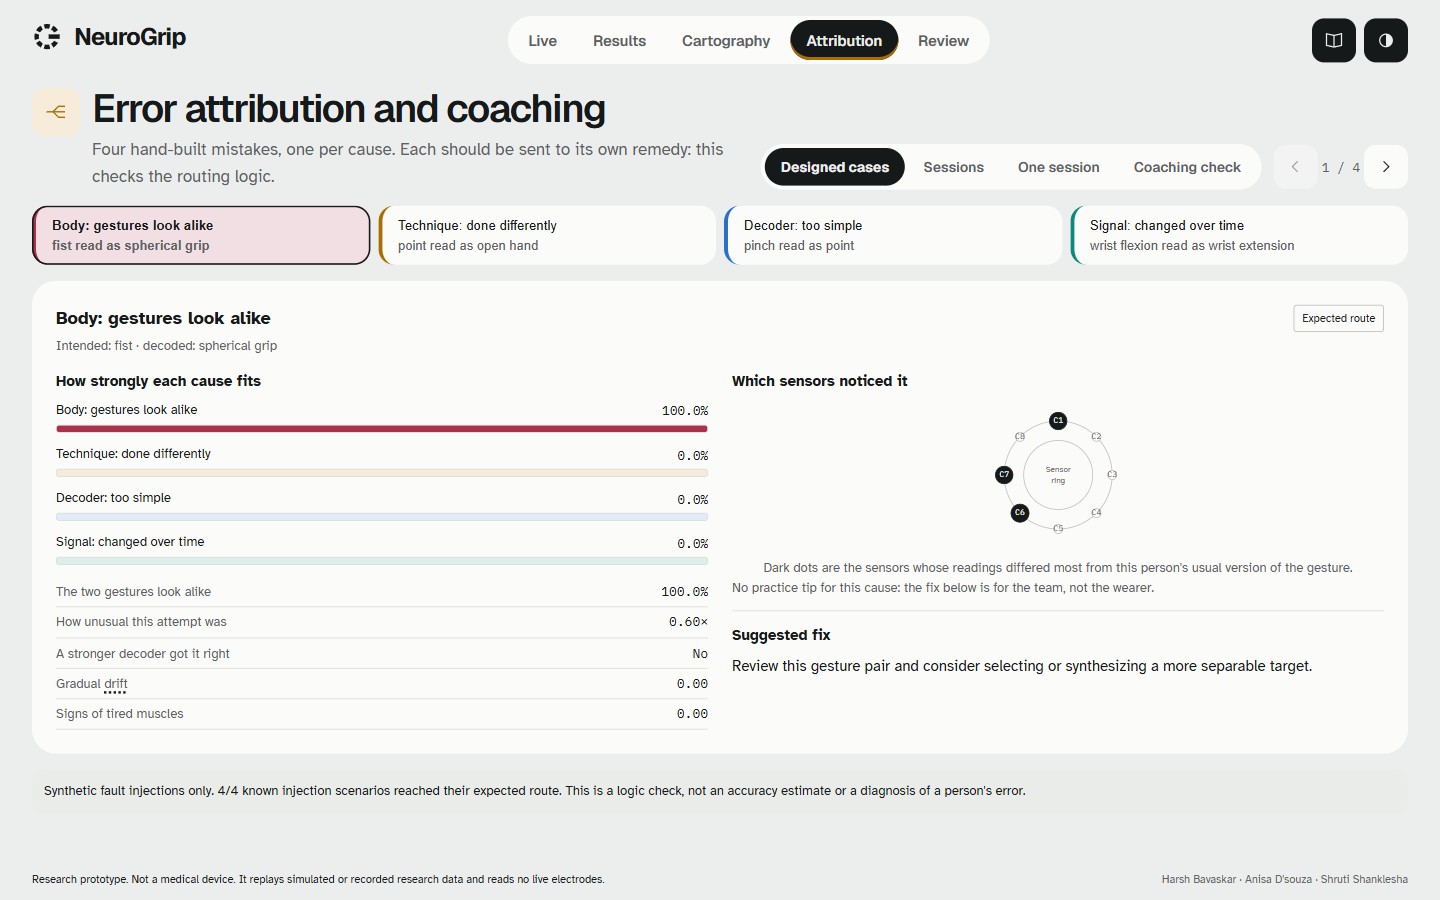 NeuroGrip
Live
Results
Cartography
Attribution
Review
Error attribution and coaching
Four hand-built mistakes, one per cause. Each should be sent to its own remedy: this
checks the routing logic.
Designed cases
Sessions
One session
Coaching check
1 / 4
Body: gestures look alike
fist read as spherical grip
Technique: done differently
point read as open hand
Decoder: too simple
pinch read as point
Signal: changed over time
wrist flexion read as wrist extension
Body: gestures look alike
Expected route
Intended: fist · decoded: spherical grip
How strongly each cause fits
Body: gestures look alike 100.0%
Technique: done differently 0.0%
Decoder: too simple 0.0%
Signal: changed over time 0.0%
The two gestures look alike 100.0%
How unusual this attempt was 0.60×
A stronger decoder got it right No
Gradual drift 0.00
Signs of tired muscles 0.00
Which sensors noticed it
C1
C8
C2
C7
Sensor
ring
C3
C6
C4
C5
Dark dots are the sensors whose readings differed most from this person's usual version of the gesture.
No practice tip for this cause: the fix below is for the team, not the wearer.
Suggested fix
Review this gesture pair and consider selecting or synthesizing a more separable target.
Synthetic fault injections only. 4/4 known injection scenarios reached their expected route. This is a logic check, not an accuracy estimate or a diagnosis of a person's error.
Research prototype. Not a medical device. It replays simulated or recorded research data and reads no live electrodes.
Harsh Bavaskar · Anisa D'souza · Shruti Shanklesha